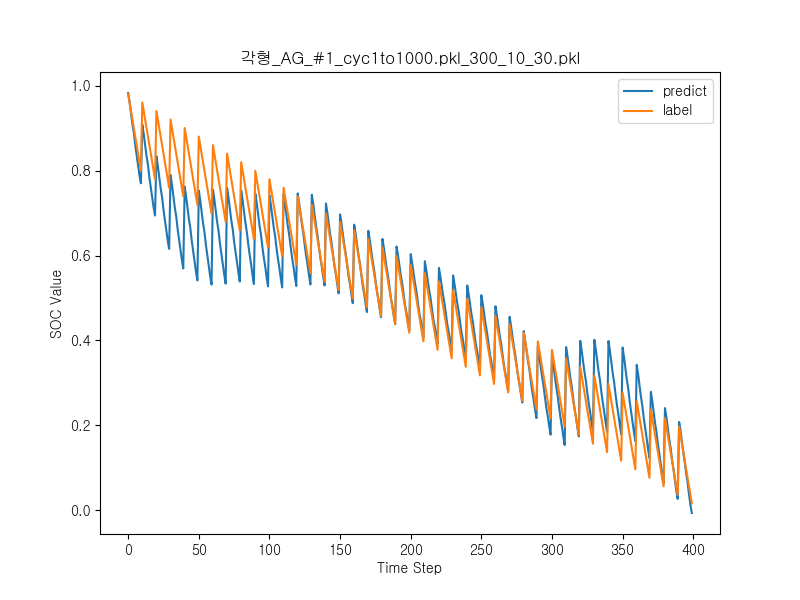 각형_AG_#1_cyc1to1000.pkl_300_10_30.pkl
predict
label
SOC Value
1.0
0.8
0.6
0.4
0.2
0.0
0 50 100 150 200 250 300 350 400
Time Step